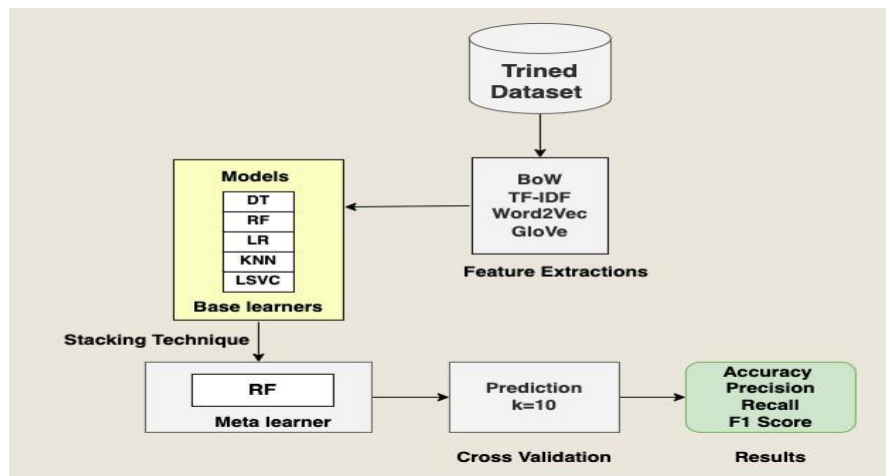 Trined
Dataset
BoW
TF-IDF
Word2Vec
GloVe
Feature Extractions
Models
DT
RF
LR
KNN
LSVC
Base learners
Stacking Technique
RF
Meta learner
Prediction
k=10
Cross Validation
Accuracy
Precision
Recall
F1 Score
Results